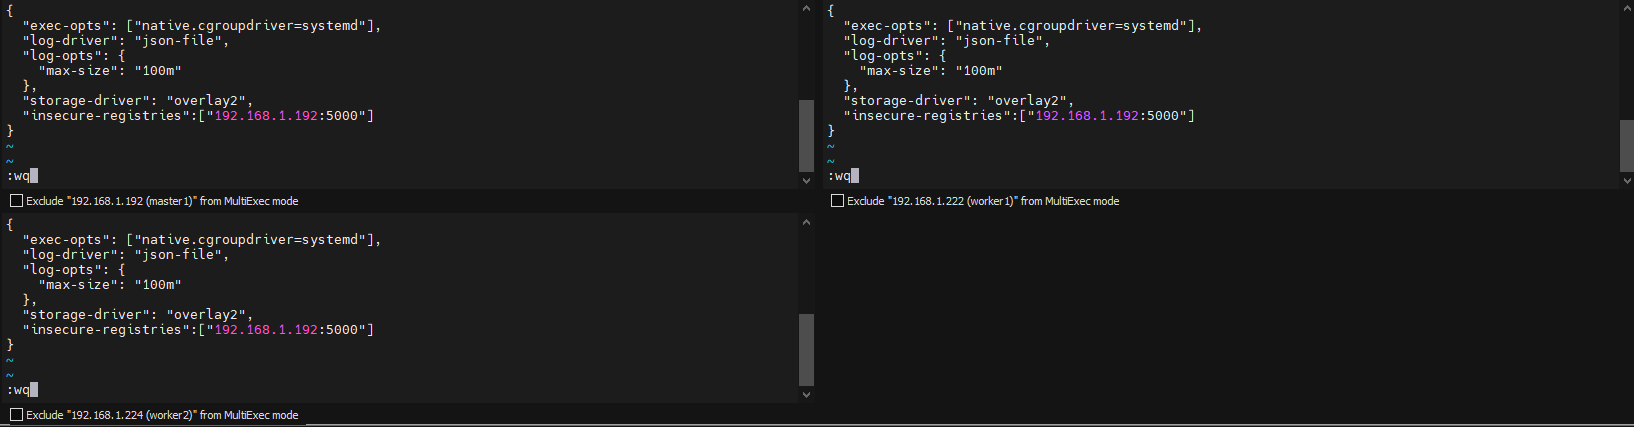 {
  "exec-opts": ["native.cgroupdriver=systemd"],
  "log-driver": "json-file",
  "log-opts": {
    "max-size": "100m"
  },
  "storage-driver": "overlay2",
  "insecure-registries":["192.168.1.192:5000"]
}
~
~
:wq
Exclude "192.168.1.192 (master1)" from MultiExec mode
{
  "exec-opts": ["native.cgroupdriver=systemd"],
  "log-driver": "json-file",
  "log-opts": {
    "max-size": "100m"
  },
  "storage-driver": "overlay2",
  "insecure-registries":["192.168.1.192:5000"]
}
~
~
:wq
Exclude "192.168.1.222 (worker1)" from MultiExec mode
{
  "exec-opts": ["native.cgroupdriver=systemd"],
  "log-driver": "json-file",
  "log-opts": {
    "max-size": "100m"
  },
  "storage-driver": "overlay2",
  "insecure-registries":["192.168.1.192:5000"]
}
~
~
:wq
Exclude "192.168.1.224 (worker2)" from MultiExec mode